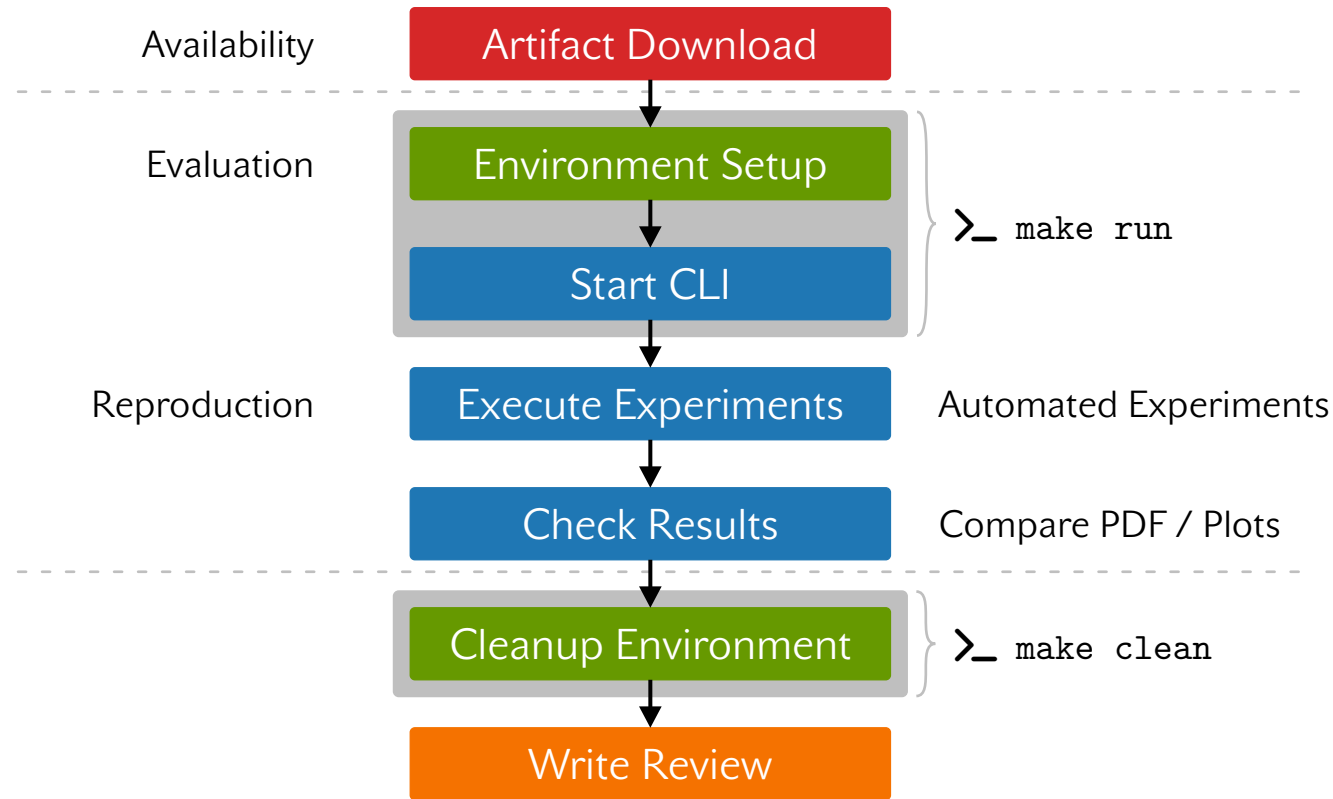 Availability
Artifact Download
Evaluation
Environment Setup
make run
Start CLI
Reproduction
Execute Experiments
Automated Experiments
Check Results
Compare PDF / Plots
Cleanup Environment
make clean
Write Review